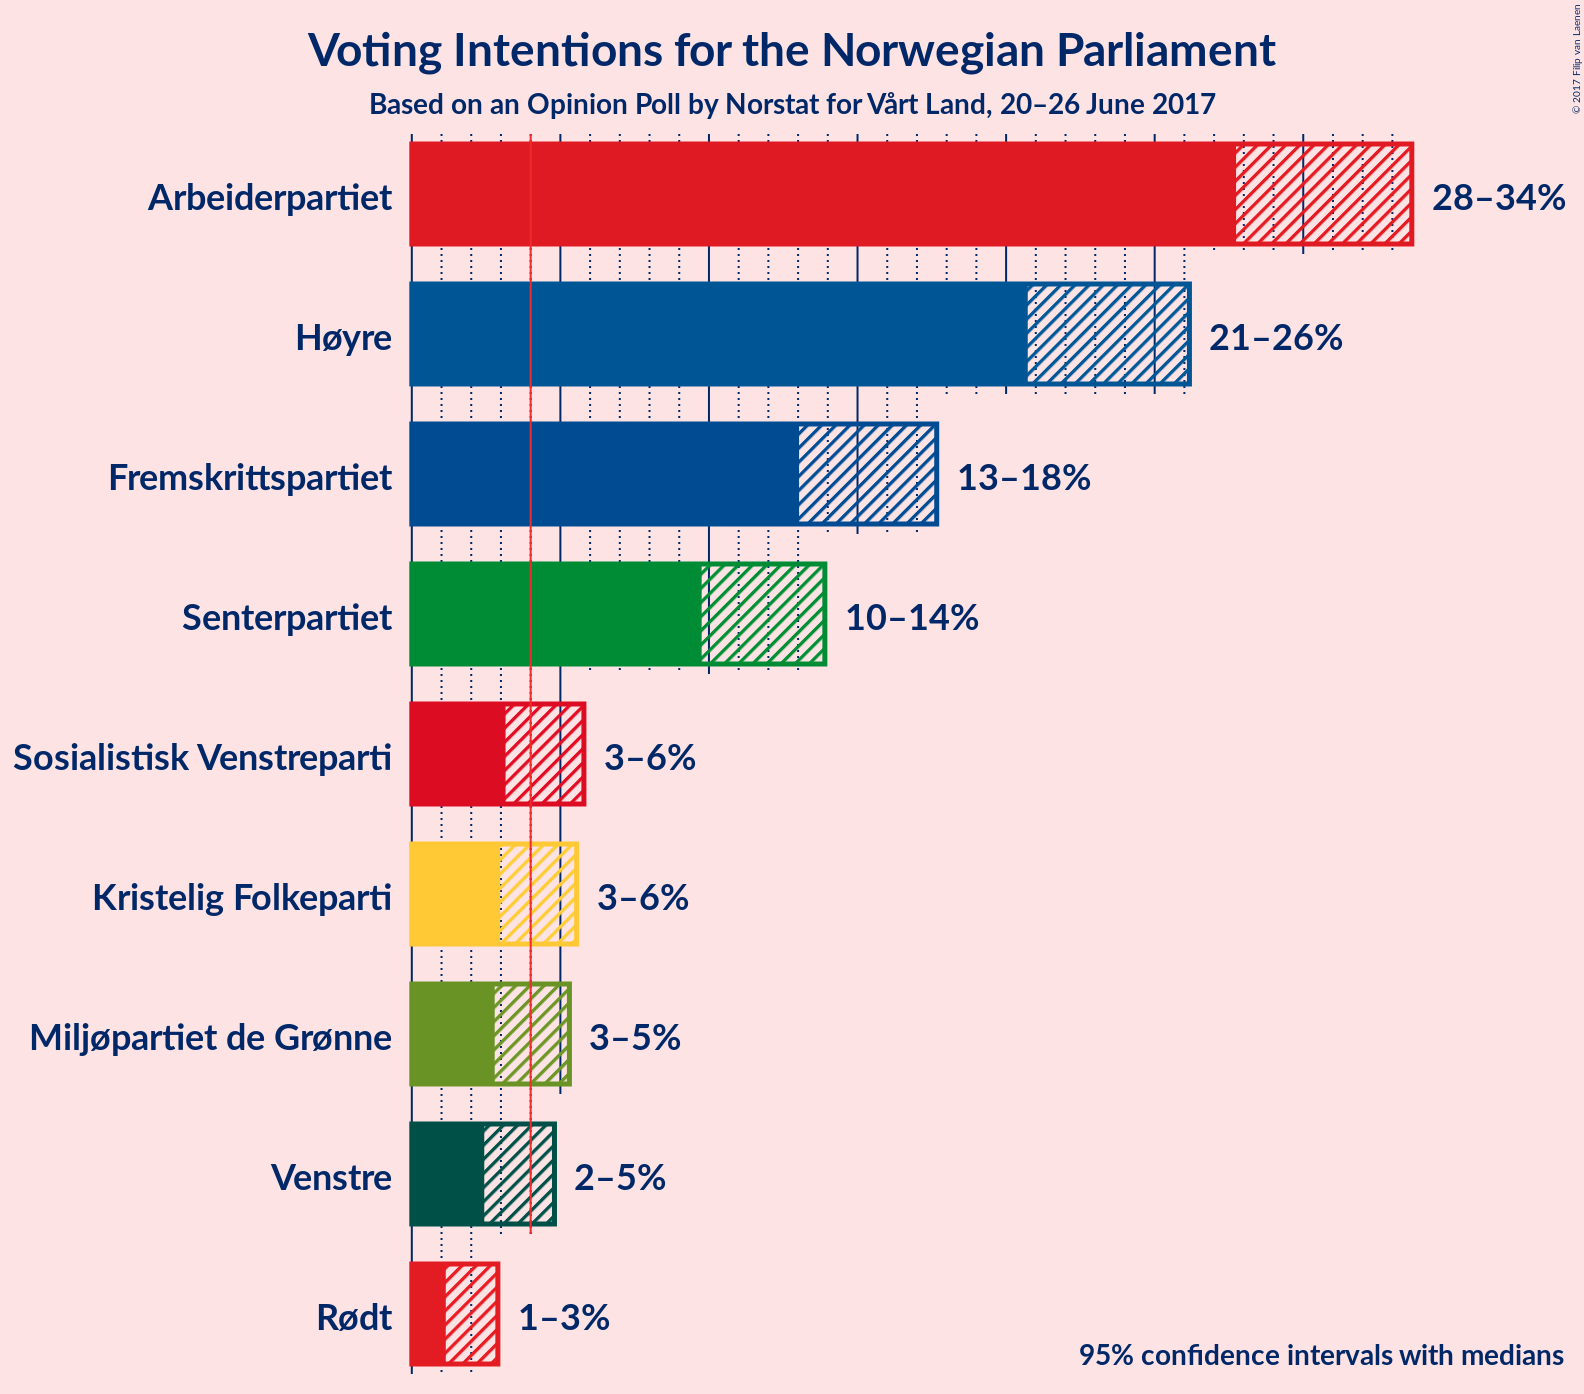 Voting Intentions for the Norwegian Parliament
Based on an Opinion Poll by Norstat for Vårt Land, 20–26 June 2017
© 2017 Filip van Laenen
Arbeiderpartiet 28–34%
Høyre 21–26%
Fremskrittspartiet 13–18%
Senterpartiet 10–14%
Sosialistisk Venstreparti 3–6%
Kristelig Folkeparti 3–6%
Miljøpartiet de Grønne 3–5%
Venstre 2–5%
Rødt 1–3%
95% confidence intervals with medians